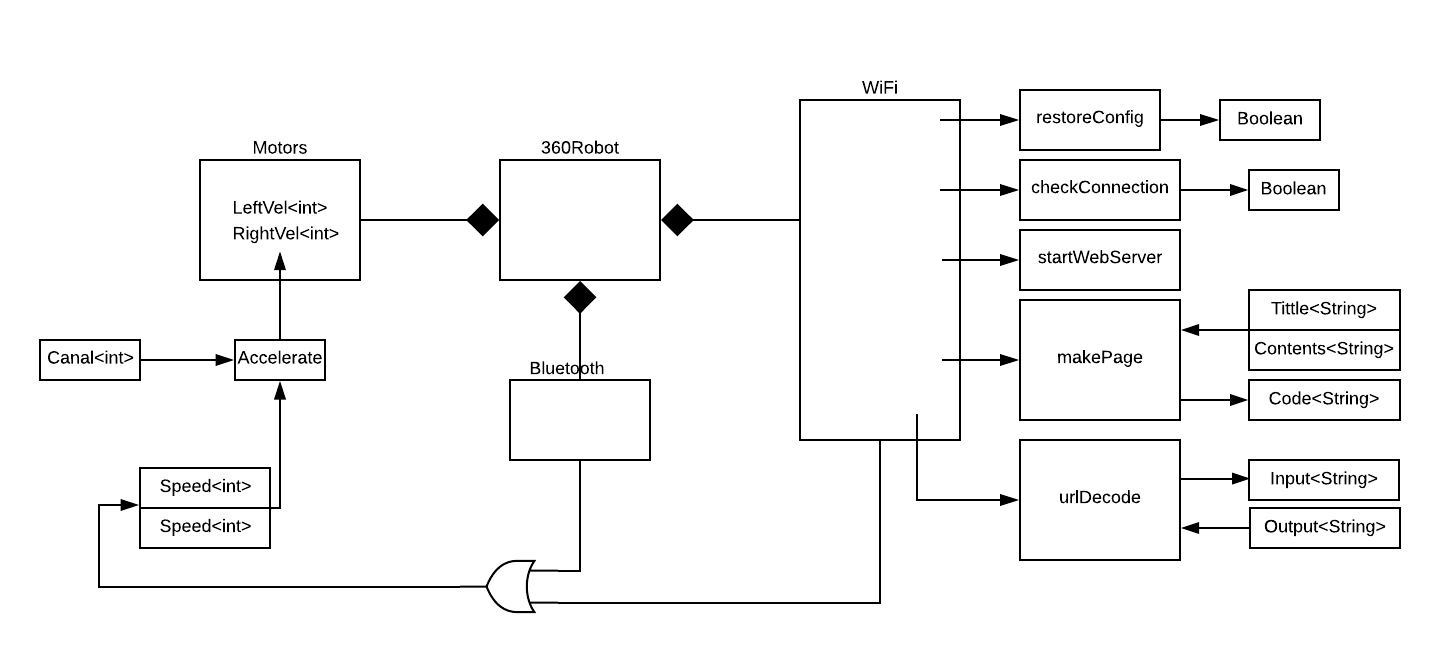 WiFi
restoreConfig
Boolean
Motors
360Robot
checkConnection
Boolean
LeftVel<int>
RightVel<int>
startWebServer
Tittle<String>
Contents<String>
Canal<int>
Accelerate
Bluetooth
makePage
Code<String>
Speed<int>
Speed<int>
urlDecode
Input<String>
Output<String>